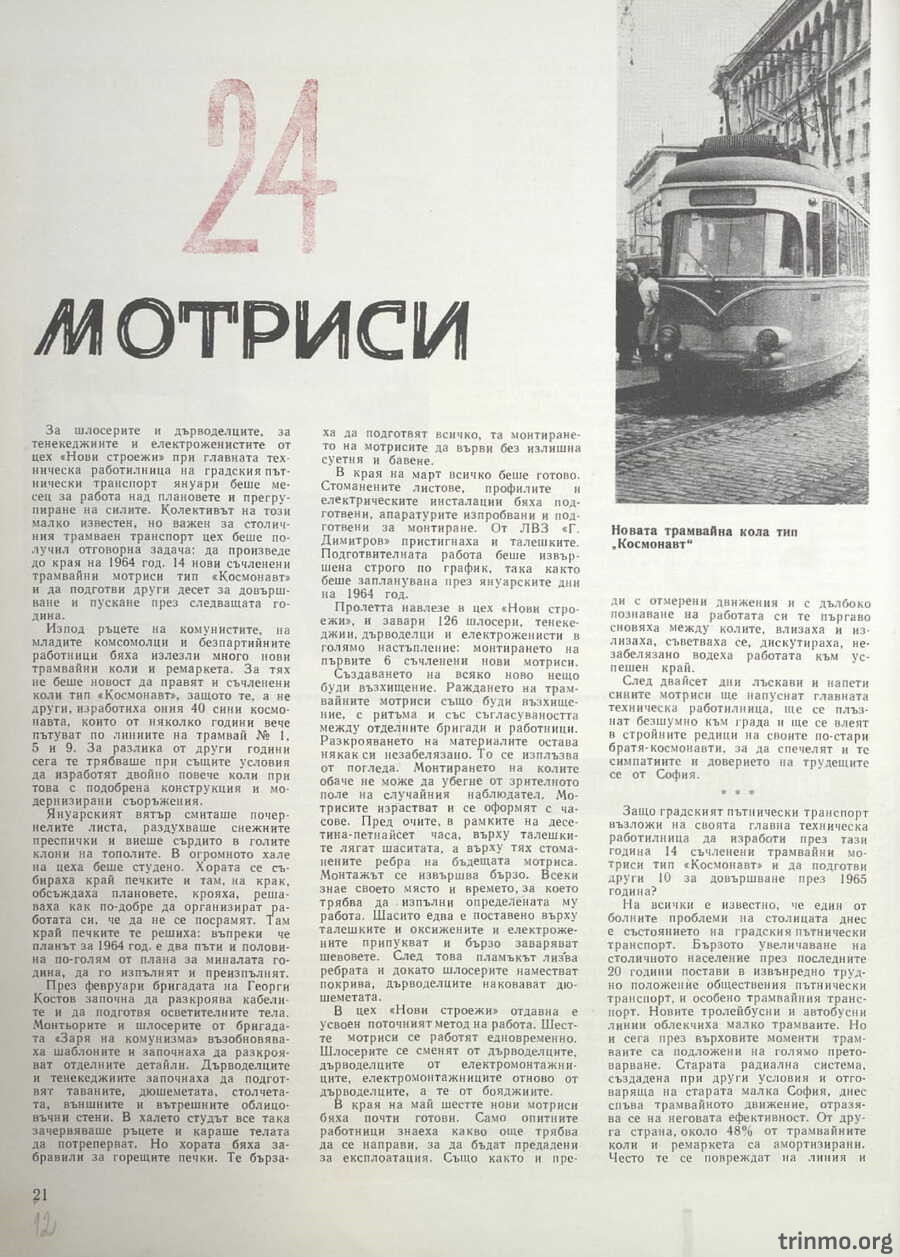 24
МОТРИСИ
За шлосерите и дърводелците, за
тенекеджиите и електроженистите от
цех «Нови строежи» при главната тех-
ническа работилница на градския път-
нически транспорт януари беше ме-
сец за работа над плановете и прегру-
пиране на силите. Колективът на този
малко известен, но важен за столич-
ния трамваен транспорт цех беше по-
лучил отговорна задача: да произведе
до края на 1964 год. 14 нови съчленени
трамвайни мотриси тип «Космонавт»
и да подготви други десет за довърш-
ване и пускане през следващата го-
дина.
Изпод ръцете на комунистите, на
младите комсомолци и безпартийните
работници бяха излезли много нови
трамвайни коли и ремаркета. За тях
не беше новост да правят и съчленени
коли тип «Космонавт», защото те, а не
други, изработиха ония 40 сини космо-
навта, които от няколко години вече
пътуват по линиите на трамвай № 1,
5 и 9. За разлика от други години
сега те трябваше при същите условия
да изработят двойно повече коли при
това с подобрена конструкция и мо-
дернизирани съоръжения.
Януарският вятър смиташе почер-
нелите листа, раздухваше снежните
преспички и виеше сърдито в голите
клони на тополите. В огромното хале
на цеха беше студено. Хората се съ-
бираха край печките и там, на крак,
обсъждаха плановете, крояха, реша-
ваха как по-добре да организират ра-
ботата си, че да не се посрамят. Там
край печките те решиха: въпреки че
планът за 1964 год. е два пъти и полови-
на по-голям от плана за миналата го-
дина, да го изпълнят и преизпълнят.
През февруари бригадата на Георги
Костов започна да разкроява кабели-
те и да подготвя осветителните тела.
Монтьорите и шлосерите от бригада-
та «Заря на комунизма» възобновява-
ха шаблоните и започнаха да разкроя-
ват отделните детайли. Дърводелците
и тенекеджиите започнаха да подгот-
вят таваните, дюшеметата, столчета-
та, външните и вътрешните облицо-
въчни стени. В халето студът все така
зачервяваше ръцете и караше телата
да потреперват. Но хората бяха за-
бравили за горещите печки. Те бърза-
ха да подготвят всичко, та монтиране-
то на мотрисите да върви без излишна
суетня и бавене.
В края на март всичко беше готово.
Стоманените листове, профилите и
електрическите инсталации бяха под-
готвени, апаратурите изпробвани и под-
готвени за монтиране. От ЛВЗ «Г.
Димитров» пристигнаха и талешките.
Подготвителната работа беше извър-
шена строго по график, така както
беше запланувана през януарските дни
на 1964 год.
Пролетта навлезе в цех «Нови стро-
ежи», и завари 126 шлосери, тенеке-
джии, дърводелци и електроженисти в
голямо настъпление: монтирането на
първите 6 съчленени нови мотриси.
Създаването на всяко ново нещо
буди възхищение. Раждането на трам-
вайните мотриси също буди възхище-
ние, с ритъма и със съгласуваността
между отделните бригади и работници.
Разкрояването на материалите остава
някак си незабелязано. То се изплъзва
от погледа. Монтирането на колите
обаче не може да убегне от зрителното
поле на случайния наблюдател. Мо-
трисите израстват и се оформят с ча-
сове. Пред очите, в рамките на десе-
тина-петнайсет часа, върху талешки-
те лягат шаситата, а върху тях стома-
нените ребра на бъдещата мотриса.
Монтажът се извършва бързо. Всеки
знае своето място и времето, за което
трябва да изпълни определената му
работа. Шасито едва е поставено върху
талешките и оксижените и електроже-
ните припукват и бързо заваряват
шевовете. След това пламъкът лизва
ребрата и докато шлосерите наместват
покрива, дърводелците наковават дю-
шеметата.
В цех «Нови строежи» отдавна е
усвоен поточният метод на работа. Шест-
те мотриси се работят едновременно.
Шлосерите се сменят от дърводелците,
дърводелците от електромонтажни-
ците, електромонтажниците отново от
дърводелците, а те от бояджиите.
В края на май шестте нови мотриси
бяха почти готови. Само опитните
работници знаеха какво още трябва
да се направи, за да бъдат предадени
за експлоатация. Също както и пре-
Новата трамвайна кола тип
„Космонавт“
ди с отмерени движения и с дълбоко
познаване на работата си те пъргаво
сновяха между колите, влизаха и из-
лизаха, съветваха се, дискутираха, не-
забелязано водеха работата към ус-
пешен край.
След двайсет дни лъскави и напети
сините мотриси ще напуснат главната
техническа работилница, ще се плъз-
нат безшумно към града и ще се влеят
в стройните редици на своите по-стари
братя-космонавти, за да спечелят и те
симпатиите и доверието на трудещите
се от София.
* * *
Защо градският пътнически транспорт
възложи на своята главна техническа
работилница да изработи през тази
година 14 съчленени трамвайни мо-
триси тип «Космонавт» и да подготви
други 10 за довършване през 1965
година?
На всички е известно, че един от
болните проблеми на столицата днес
е състоянието на градския пътнически
транспорт. Бързото увеличаване на
столичното население през последните
20 години постави в извънредно труд-
но положение обществения пътнически
транспорт, и особено трамвайния транс-
порт. Новите тролейбусни и автобусни
линии облекчиха малко трамваите. Но
и сега през върховите моменти трам-
ваите са подложени на голямо прето-
варване. Старата радиална система,
създадена при други условия и отго-
варяща на старата малка София, днес
спъва трамвайното движение, отразя-
ва се на неговата ефективност. От дру-
га страна, около 48% от трамвайните
коли и ремаркета са амортизирани.
Често те се повреждат на линия и
21
12
trinmo.org